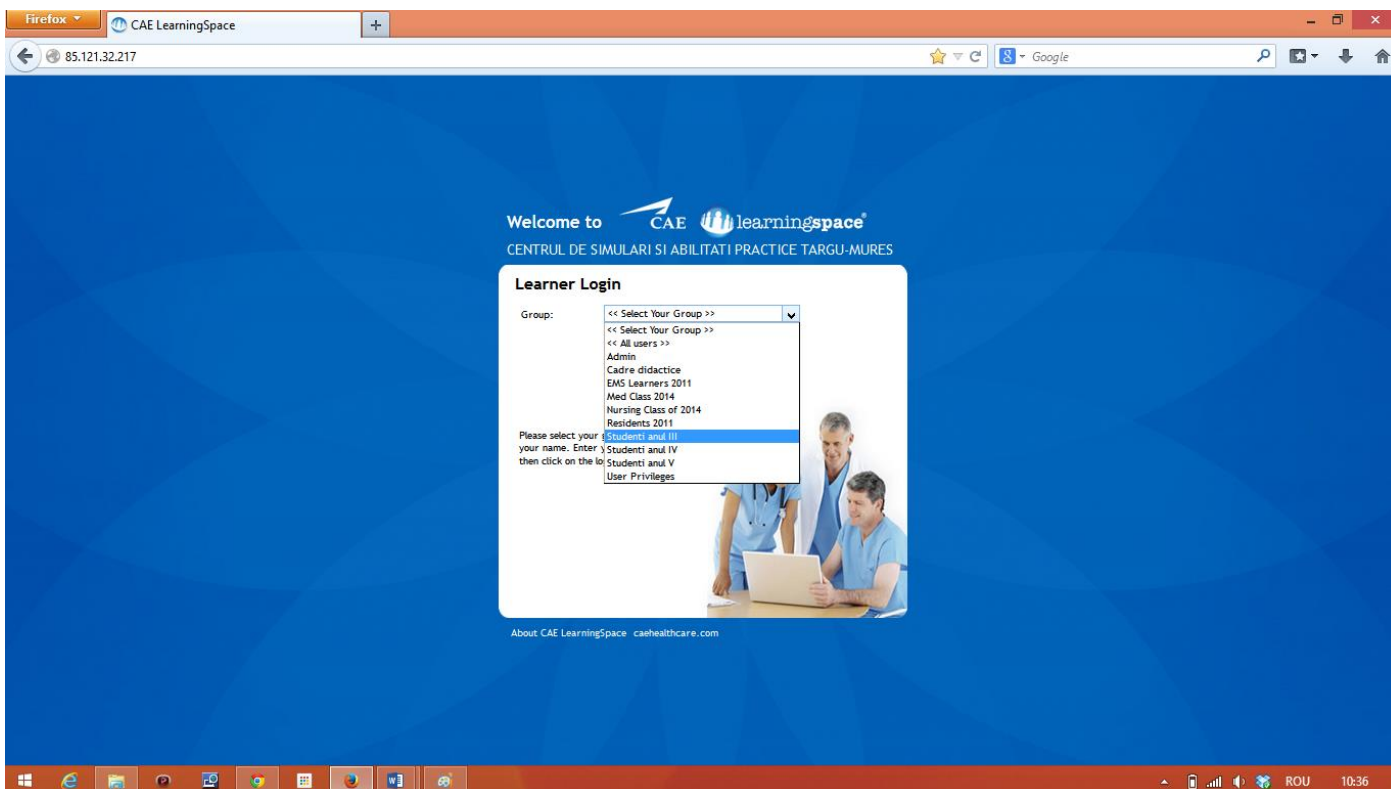 Firefox
CAE LearningSpace
85.121.32.217
Google
Welcome to CAE learningspace®
CENTRUL DE SIMULARI SI ABILITATI PRACTICE TARGU-MURES
Learner Login
Group: << Select Your Group >>
<< Select Your Group >>
<< All users >>
Admin
Cadre didactice
EMS Learners 2011
Med Class 2014
Nursing Class of 2014
Residents 2011
Studenti anul III
Studenti anul IV
Studenti anul V
User Privileges
Please select your
your name. Enter
then click on the
About CAE LearningSpace caehealthcare.com
ROU 10:36